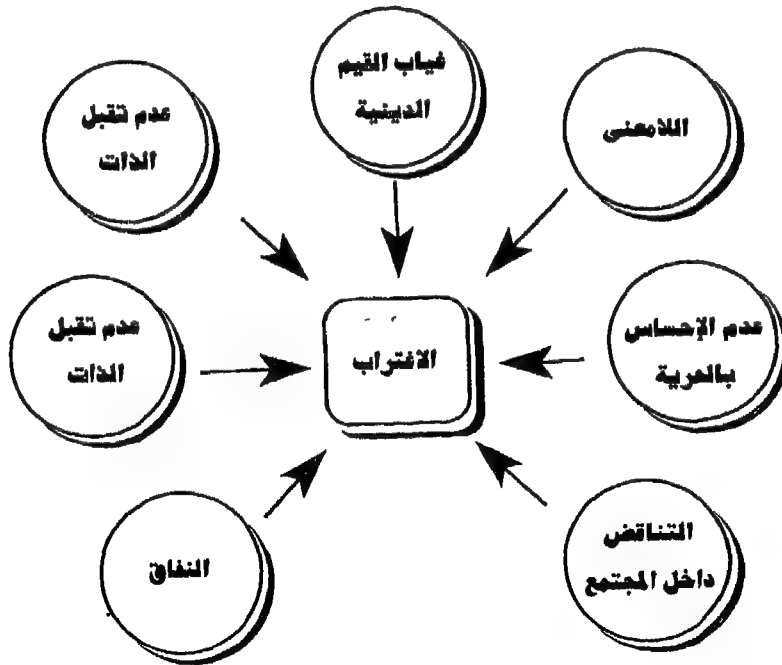 غياب القيم
الدينية
اللامعنى
عدم تقبل
الذات
عدم الإحساس
بالحرية
الاغتراب
عدم تقبل
الذات
التناقض
داخل المجتمع
النفاق